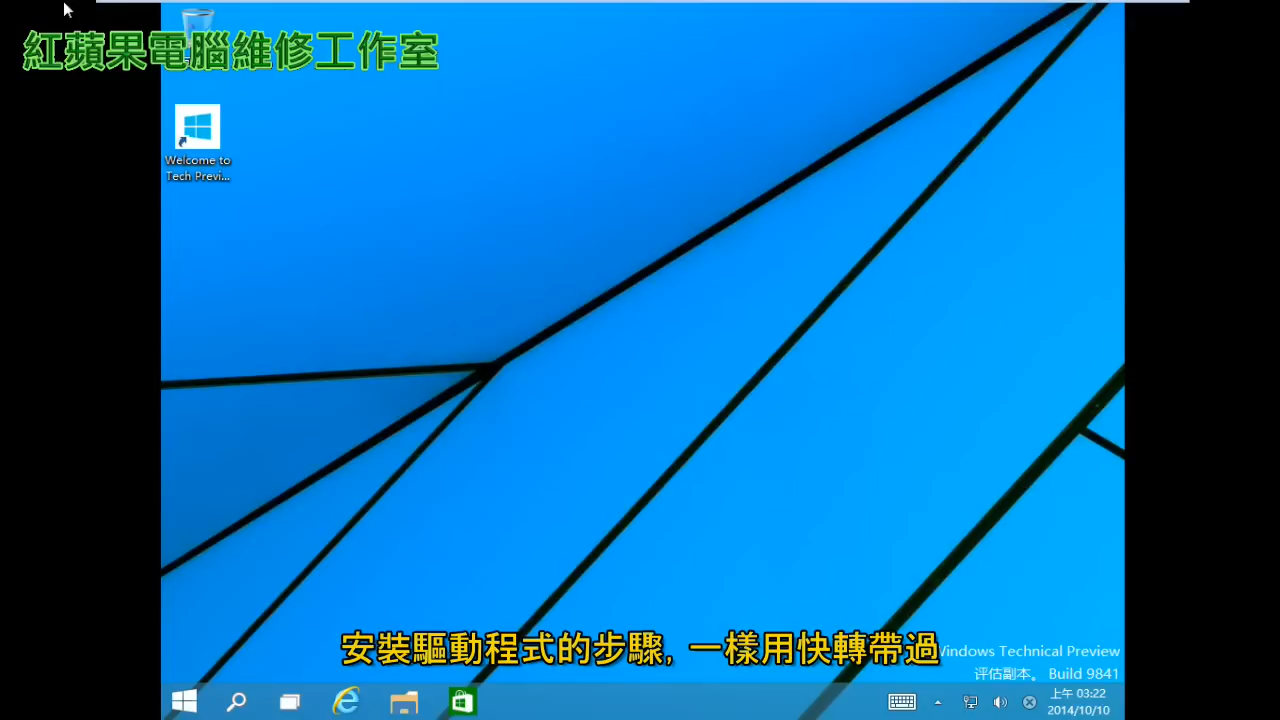 紅蘋果電腦維修工作室
Welcome to
Tech Previ...
安裝驅動程式的步驟, 一樣用快轉帶過
Windows Technical Preview
评估副本。 Build 9841
上午 03:22
2014/10/10